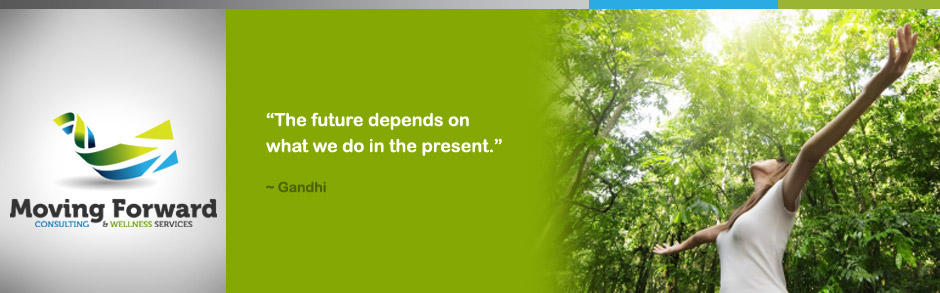 Moving Forward
CONSULTING & WELLNESS SERVICES
“The future depends on
what we do in the present.”
~ Gandhi